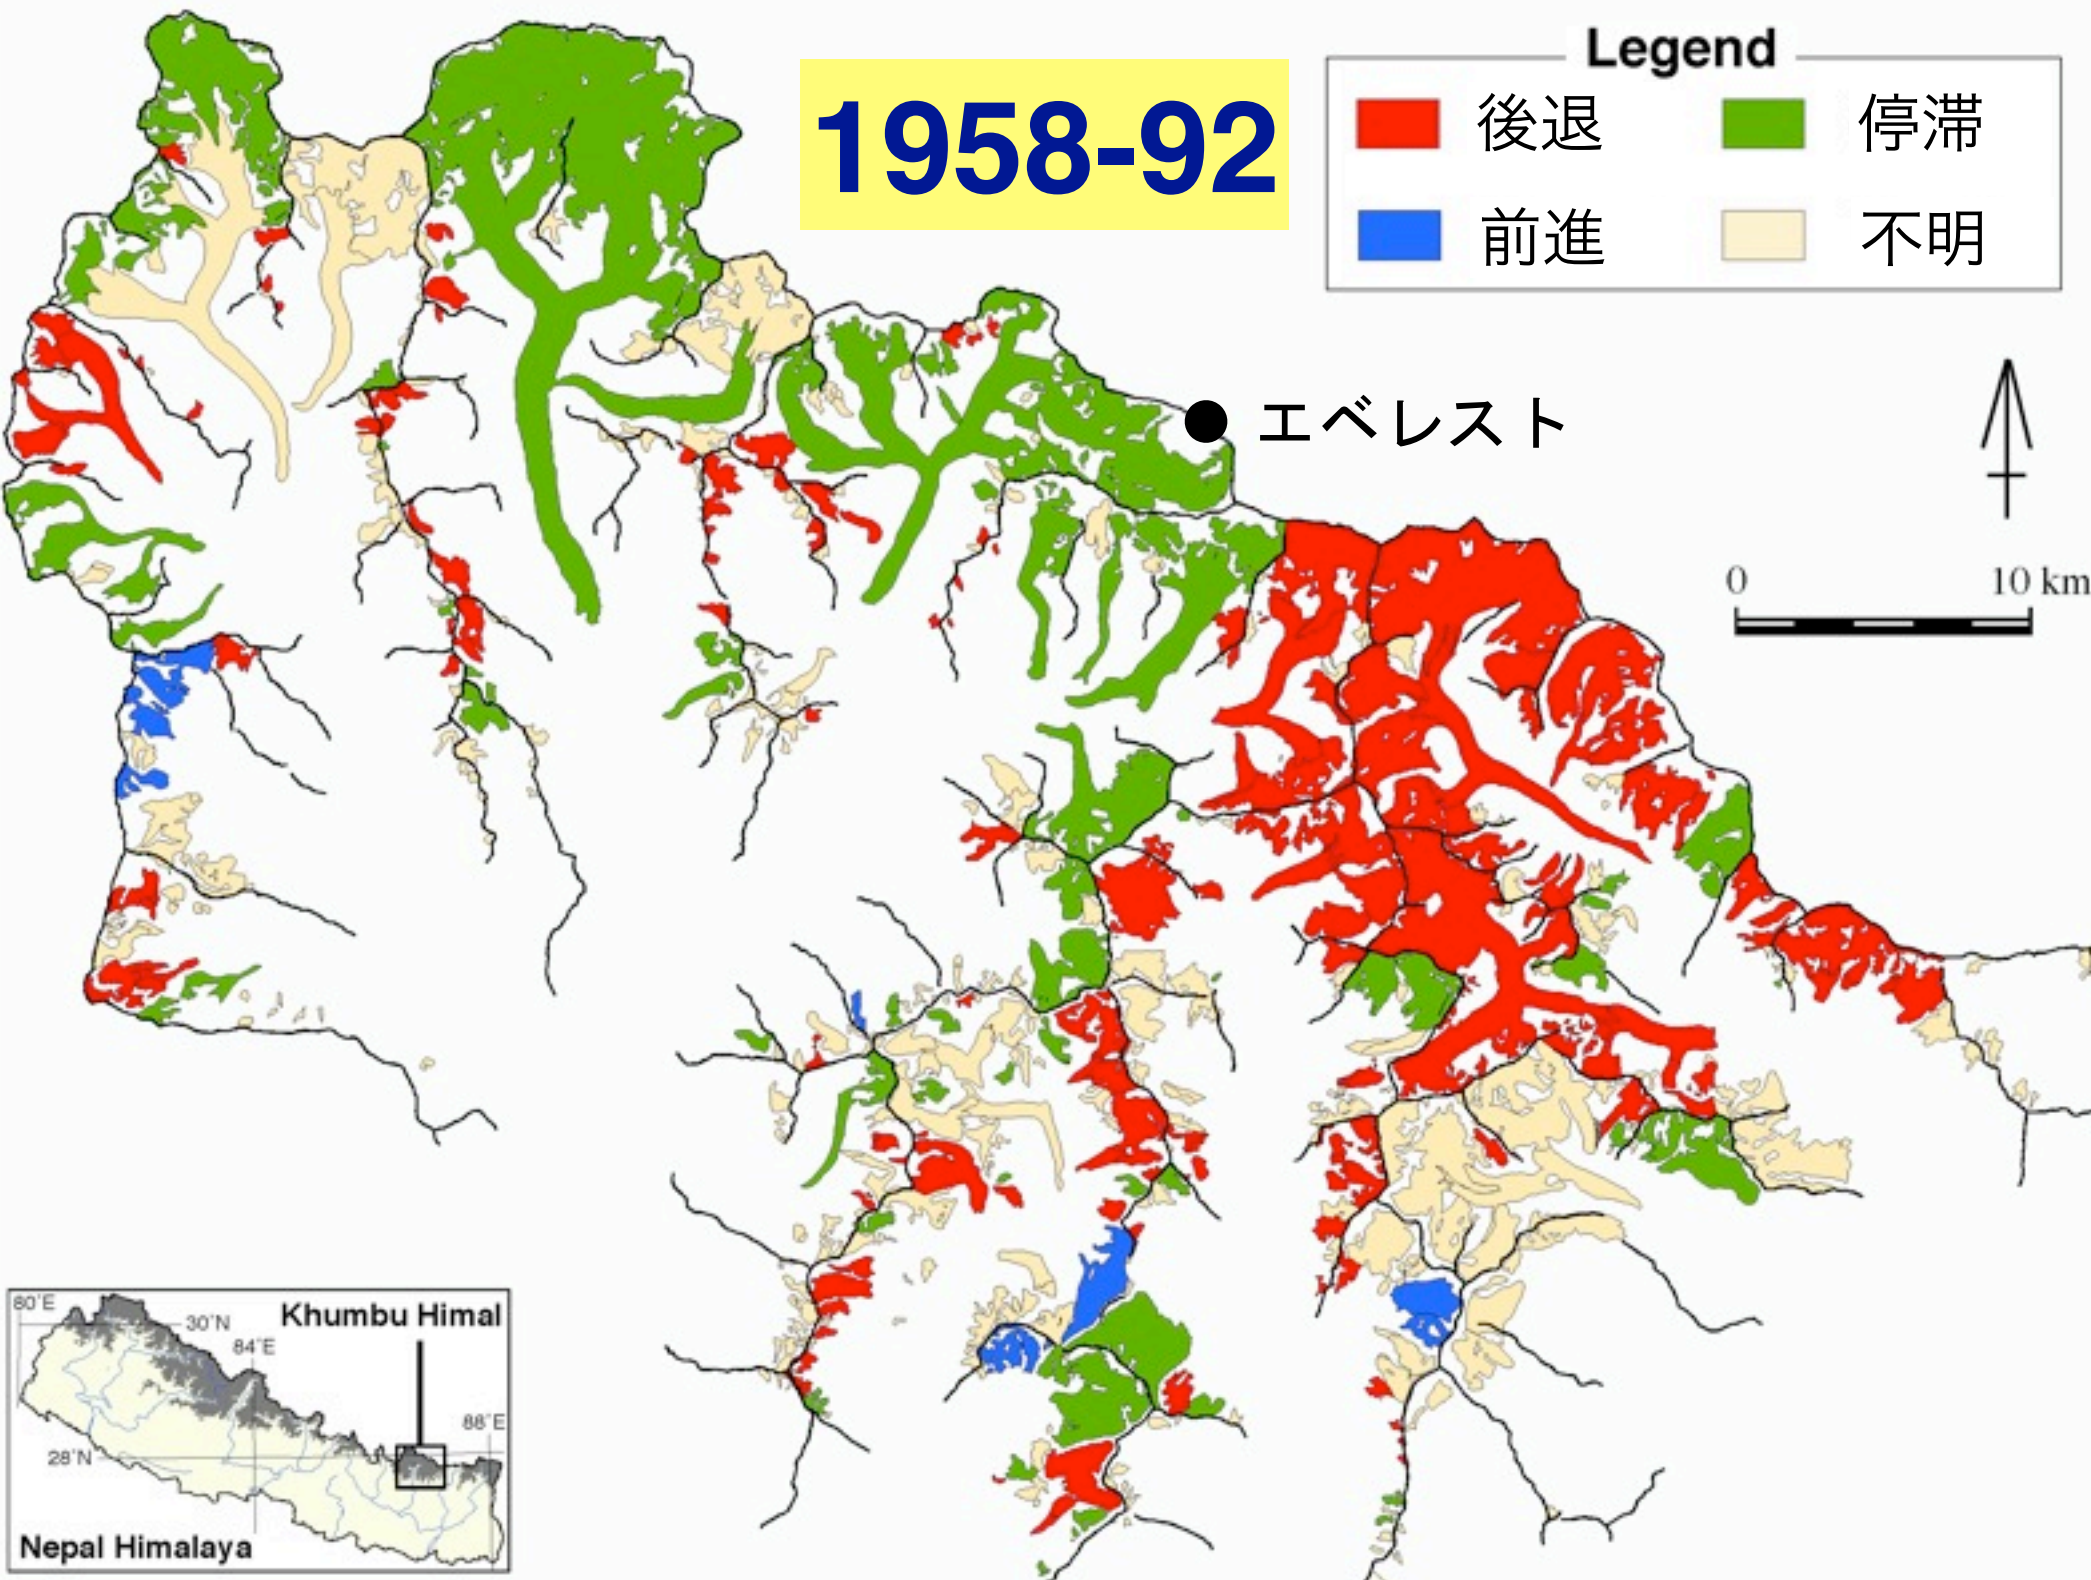 1958-92
Legend
後退
停滞
前進
不明
エベレスト
0 10 km
80°E
30°N
84°E
Khumbu Himal
88°E
28°N
Nepal Himalaya